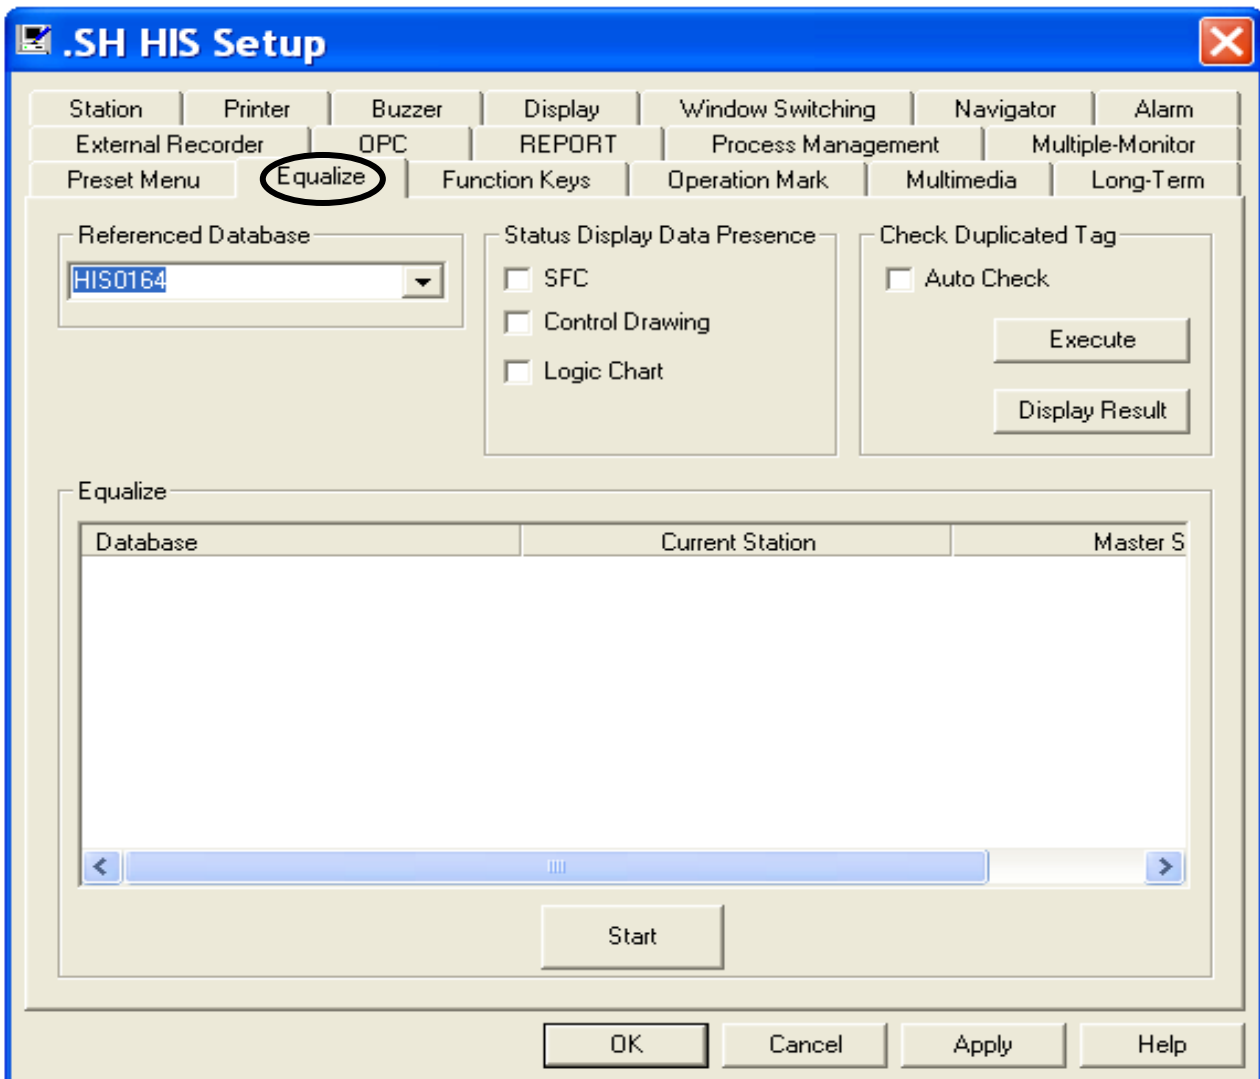 .SH HIS Setup
Station Printer Buzzer Display Window Switching Navigator Alarm
External Recorder OPC REPORT Process Management Multiple-Monitor
Preset Menu Equalize Function Keys Operation Mark Multimedia Long-Term
Referenced Database Status Display Data Presence Check Duplicated Tag
HIS0164 SFC Auto Check
Control Drawing
Execute
Logic Chart
Display Result
Equalize
Database Current Station Master S
Start
OK Cancel Apply Help